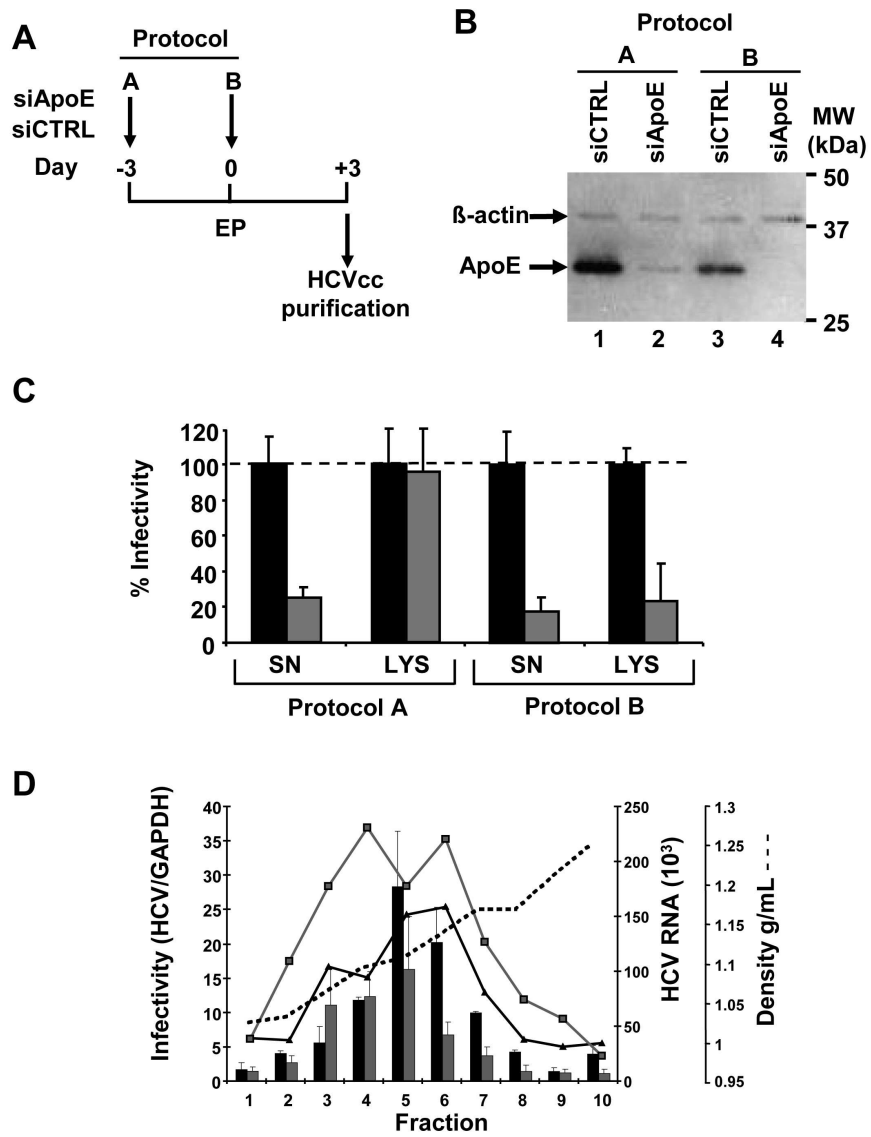 A
Protocol
A B
siApoE
siCTRL
Day -3 0 +3
EP
HCVcc
purification
B
Protocol
A B
siCTRL siApoE siCTRL siApoE
MW
(kDa)
50
ß-actin
37
ApoE
25
1 2 3 4
C
% Infectivity
120
100
80
60
40
20
0
SN LYS SN LYS
Protocol A Protocol B
D
Infectivity (HCV/GAPDH)
40
35
30
25
20
15
10
5
0
1 2 3 4 5 6 7 8 9 10
Fraction
250
200
150
100
50
0
HCV RNA (10³)
1.3
1.25
1.2
1.15
1.1
1.05
1
0.95
Density g/mL ----